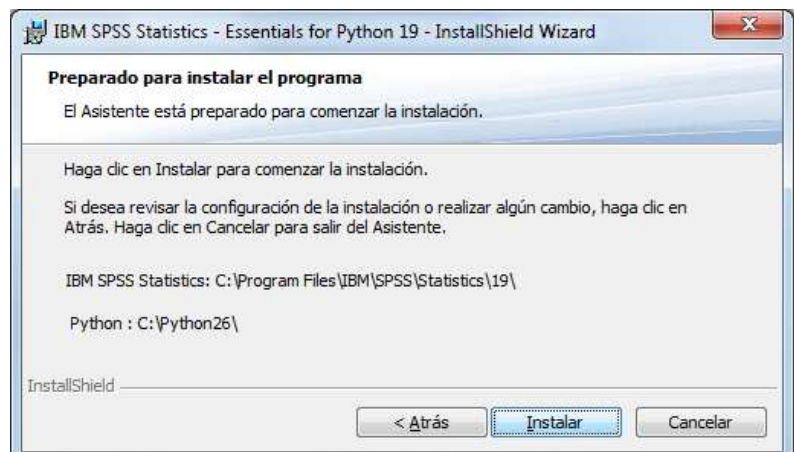 IBM SPSS Statistics - Essentials for Python 19 - InstallShield Wizard
Preparado para instalar el programa
El Asistente está preparado para comenzar la instalación.
Haga clic en Instalar para comenzar la instalación.
Si desea revisar la configuración de la instalación o realizar algún cambio, haga clic en
Atrás. Haga clic en Cancelar para salir del Asistente.
IBM SPSS Statistics: C:\Program Files\IBM\SPSS\Statistics\19\
Python : C:\Python26\
InstallShield
< Atrás Instalar Cancelar